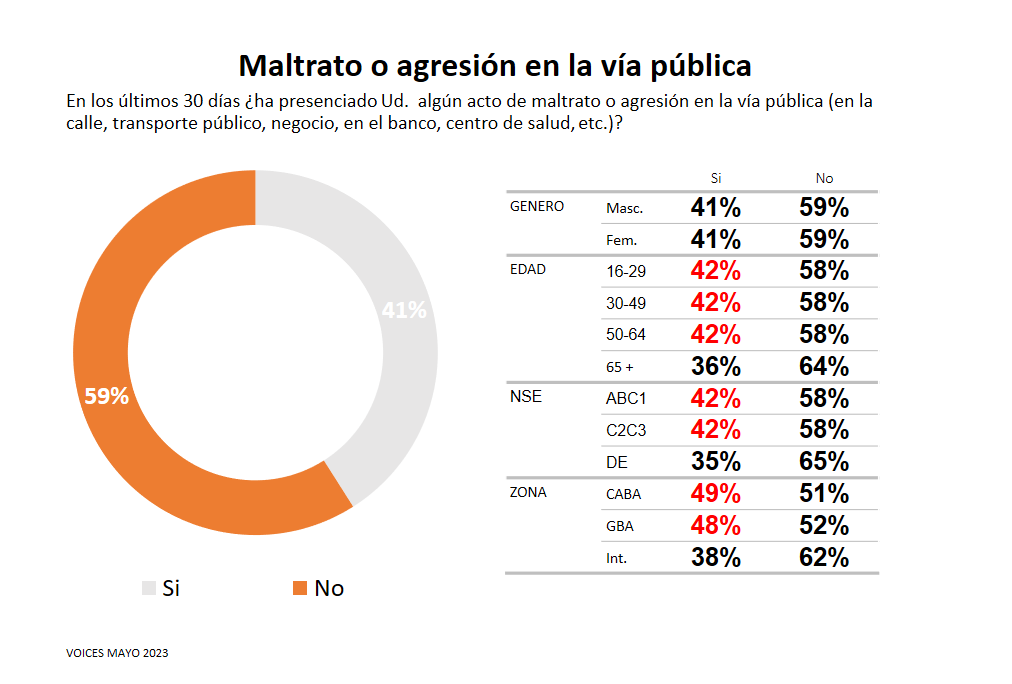 Maltrato o agresión en la vía pública
En los últimos 30 días ¿ha presenciado Ud. algún acto de maltrato o agresión en la vía pública (en la
calle, transporte público, negocio, en el banco, centro de salud, etc.)?
41%
59%
Si No
Si No
GENERO Masc. 41% 59%
Fem. 41% 59%
EDAD 16-29 42% 58%
30-49 42% 58%
50-64 42% 58%
65 + 36% 64%
NSE ABC1 42% 58%
C2C3 42% 58%
DE 35% 65%
ZONA CABA 49% 51%
GBA 48% 52%
Int. 38% 62%
VOICES MAYO 2023